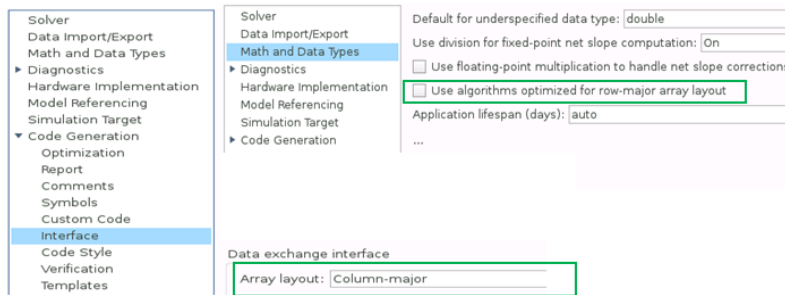 Solver
Data Import/Export
Math and Data Types
Diagnostics
Hardware Implementation
Model Referencing
Simulation Target
Code Generation
Optimization
Report
Comments
Symbols
Custom Code
Interface
Code Style
Verification
Templates
Solver
Data Import/Export
Math and Data Types
Diagnostics
Hardware Implementation
Model Referencing
Simulation Target
Code Generation
Default for underspecified data type: double
Use division for fixed-point net slope computation: On
Use floating-point multiplication to handle net slope corrections
Use algorithms optimized for row-major array layout
Application lifespan (days): auto
...
Data exchange interface
Array layout: Column-major